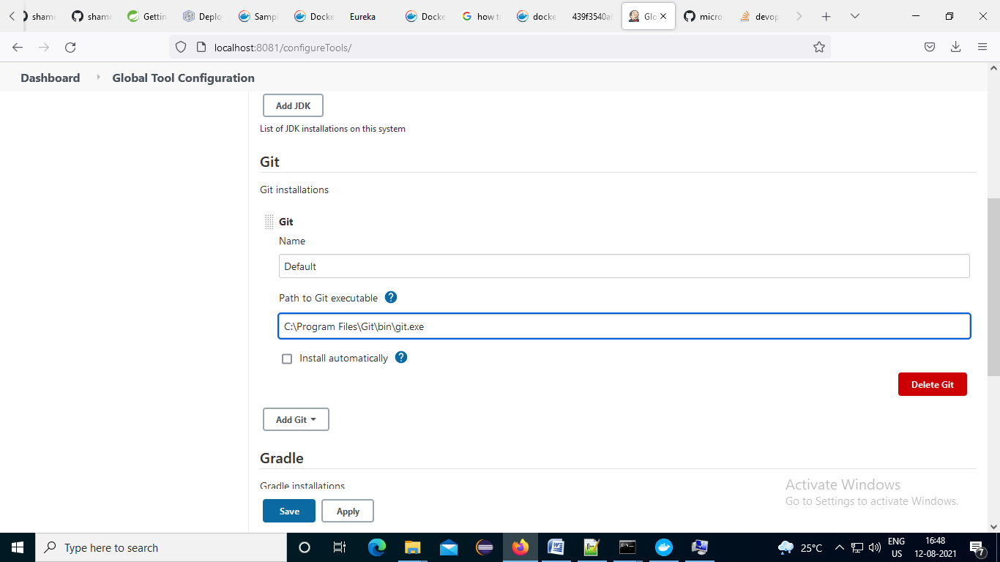 shame
shame
Gettin
Deplo
Sampl
Docke
Eureka
Docke
how to
docke
439f3540a
Glo
micro
devop
localhost:8081/configureTools/
Dashboard
Global Tool Configuration
Add JDK
List of JDK installations on this system
Git
Git installations
Git
Name
Default
Path to Git executable ?
C:\Program Files\Git\bin\git.exe
Install automatically ?
Delete Git
Add Git
Gradle
Gradle installations
Activate Windows
Go to Settings to activate Windows.
Save
Apply
Type here to search
25°C
ENG
US
16:48
12-08-2021
7